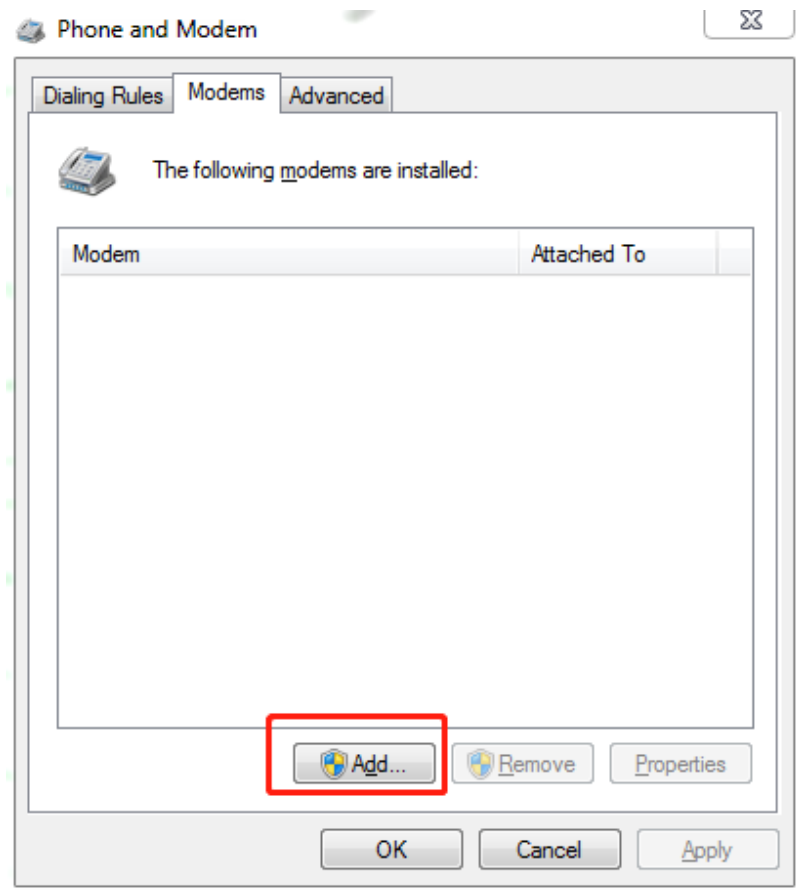 Phone and Modem
Dialing Rules Modems Advanced
The following modems are installed:
Modem Attached To
Add... Remove Properties
OK Cancel Apply